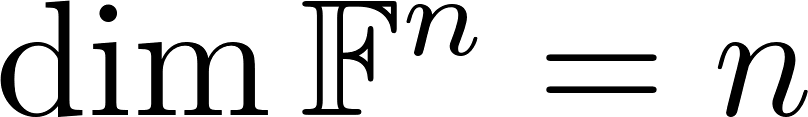 dim 𝔽ⁿ = n